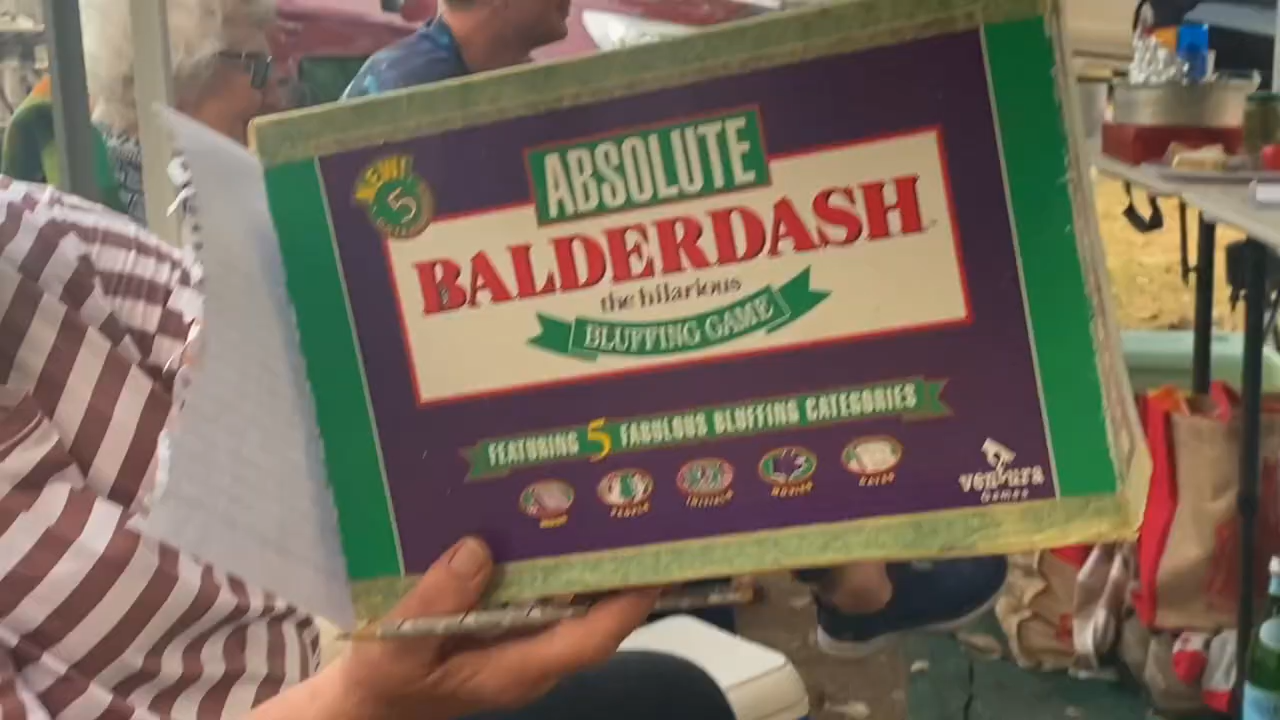 NEW!
5
ABSOLUTE
BALDERDASH
the hilarious
BLUFFING GAME
FEATURING 5 FABULOUS BLUFFING CATEGORIES
PEOPLE
INITIALS
MOVIES
ventura
Games